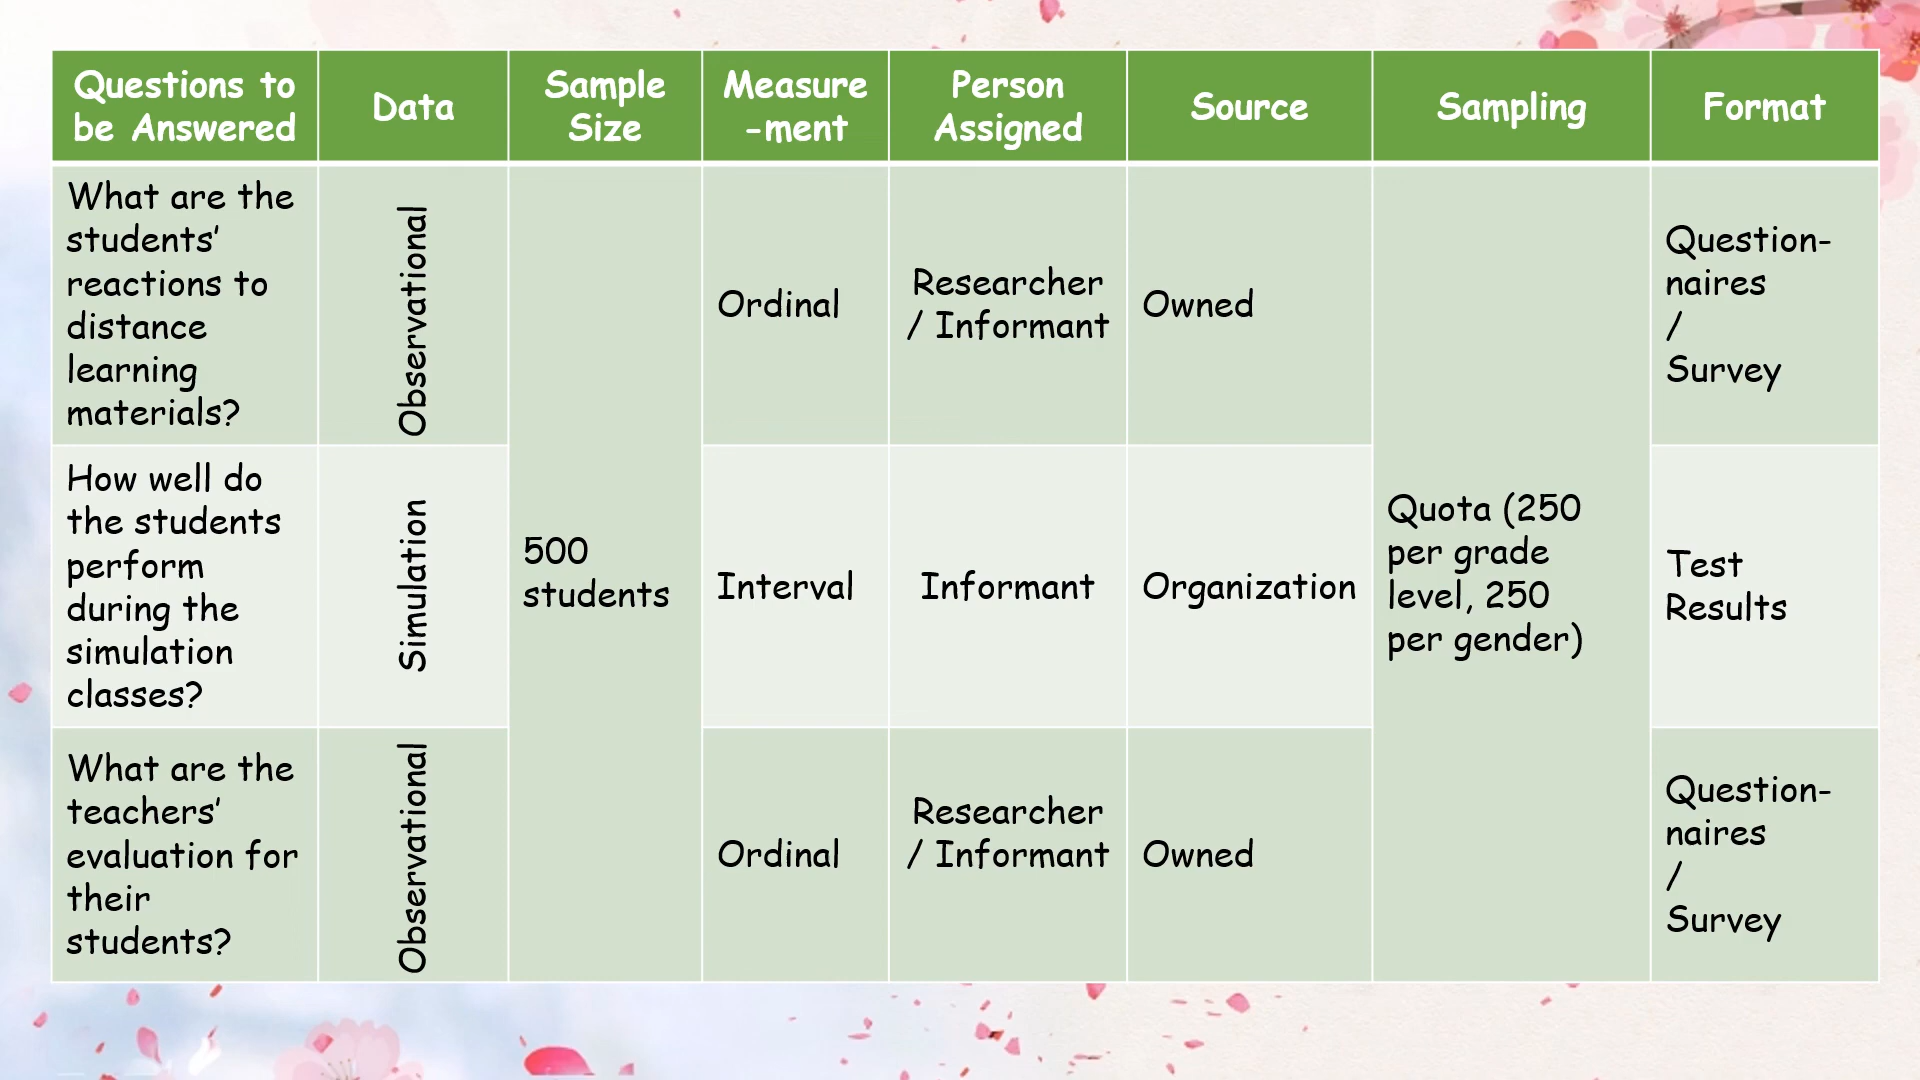 Questions to
be Answered
Data
Sample
Size
Measure
-ment
Person
Assigned
Source
Sampling
Format
What are the
students’
reactions to
distance
learning
materials?
Observational
500
students
Ordinal
Researcher
/ Informant
Owned
Quota (250
per grade
level, 250
per gender)
Question-
naires
/
Survey
How well do
the students
perform
during the
simulation
classes?
Simulation
Interval
Informant
Organization
Test
Results
What are the
teachers’
evaluation for
their
students?
Observational
Ordinal
Researcher
/ Informant
Owned
Question-
naires
/
Survey